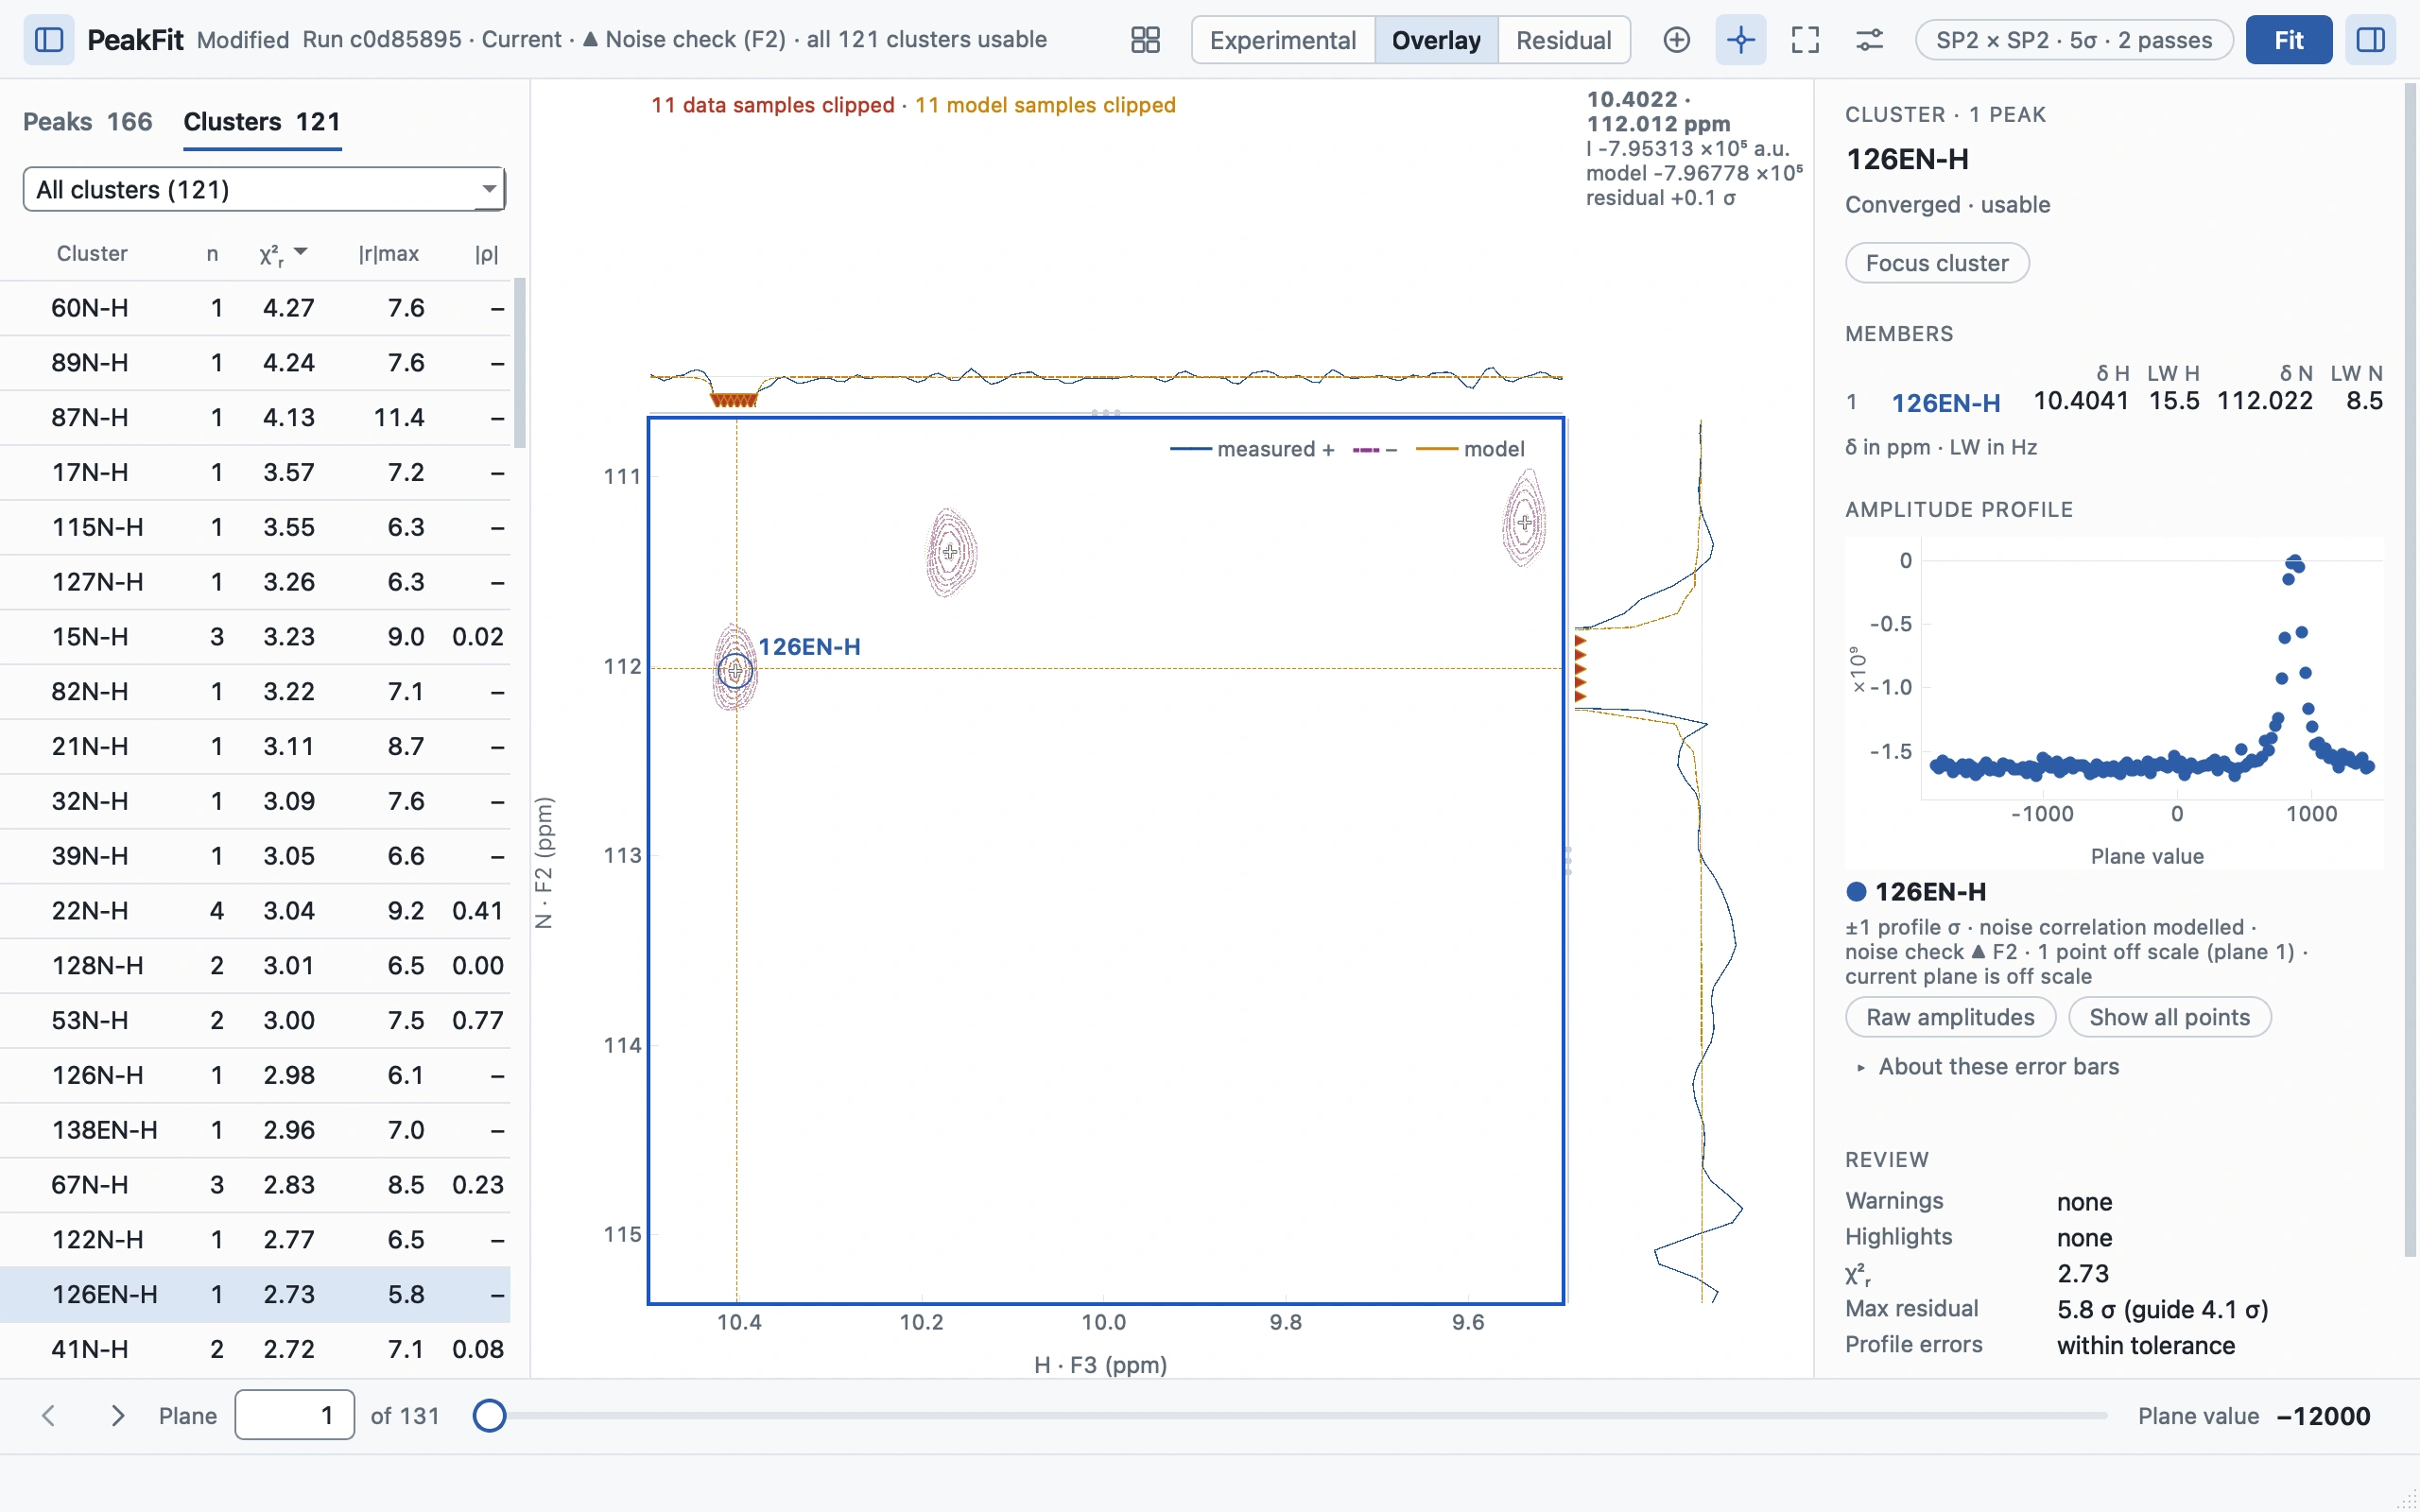 PeakFit Modified Run c0d85895 · Current · ▲ Noise check (F2) · all 121 clusters usable
Experimental Overlay Residual
SP2 × SP2 · 5σ · 2 passes
Fit
Peaks 166 Clusters 121
All clusters (121)
Cluster n χ²r |r|max |ρ|
60N-H 1 4.27 7.6 –
89N-H 1 4.24 7.6 –
87N-H 1 4.13 11.4 –
17N-H 1 3.57 7.2 –
115N-H 1 3.55 6.3 –
127N-H 1 3.26 6.3 –
15N-H 3 3.23 9.0 0.02
82N-H 1 3.22 7.1 –
21N-H 1 3.11 8.7 –
32N-H 1 3.09 7.6 –
39N-H 1 3.05 6.6 –
22N-H 4 3.04 9.2 0.41
128N-H 2 3.01 6.5 0.00
53N-H 2 3.00 7.5 0.77
126N-H 1 2.98 6.1 –
138EN-H 1 2.96 7.0 –
67N-H 3 2.83 8.5 0.23
122N-H 1 2.77 6.5 –
126EN-H 1 2.73 5.8 –
41N-H 2 2.72 7.1 0.08
11 data samples clipped · 11 model samples clipped
10.4022 ·
112.012 ppm
I -7.95313 ×10⁵ a.u.
model -7.96778 ×10⁵
residual +0.1 σ
measured + – model
126EN-H
111
112
113
114
115
N · F2 (ppm)
10.4 10.2 10.0 9.8 9.6
H · F3 (ppm)
CLUSTER · 1 PEAK
126EN-H
Converged · usable
Focus cluster
MEMBERS
δ H LW H δ N LW N
1 126EN-H 10.4041 15.5 112.022 8.5
δ in ppm · LW in Hz
AMPLITUDE PROFILE
0
-0.5
-1.0
-1.5
×10⁹
-1000 0 1000
Plane value
126EN-H
±1 profile σ · noise correlation modelled ·
noise check ▲ F2 · 1 point off scale (plane 1) ·
current plane is off scale
Raw amplitudes Show all points
▸ About these error bars
REVIEW
Warnings none
Highlights none
χ²r 2.73
Max residual 5.8 σ (guide 4.1 σ)
Profile errors within tolerance
Plane 1 of 131
Plane value −12000